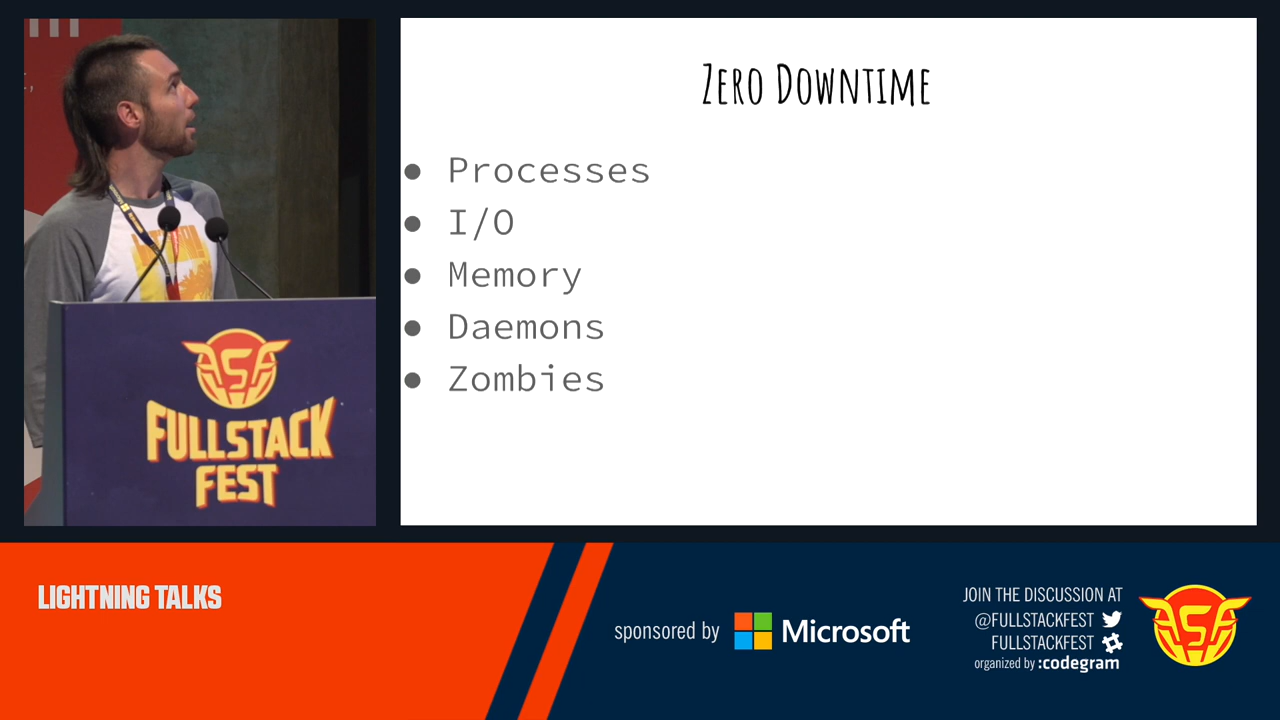 Zero Downtime
● Processes
● I/O
● Memory
● Daemons
● Zombies
FULLSTACK
FEST
LIGHTNING TALKS
sponsored by Microsoft
JOIN THE DISCUSSION AT
@FULLSTACKFEST
FULLSTACKFEST
organized by :codegram